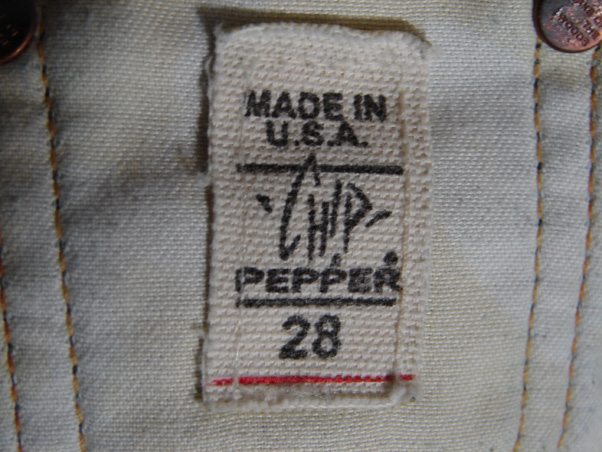 MADE IN
U.S.A.
CHIP
PEPPER
28